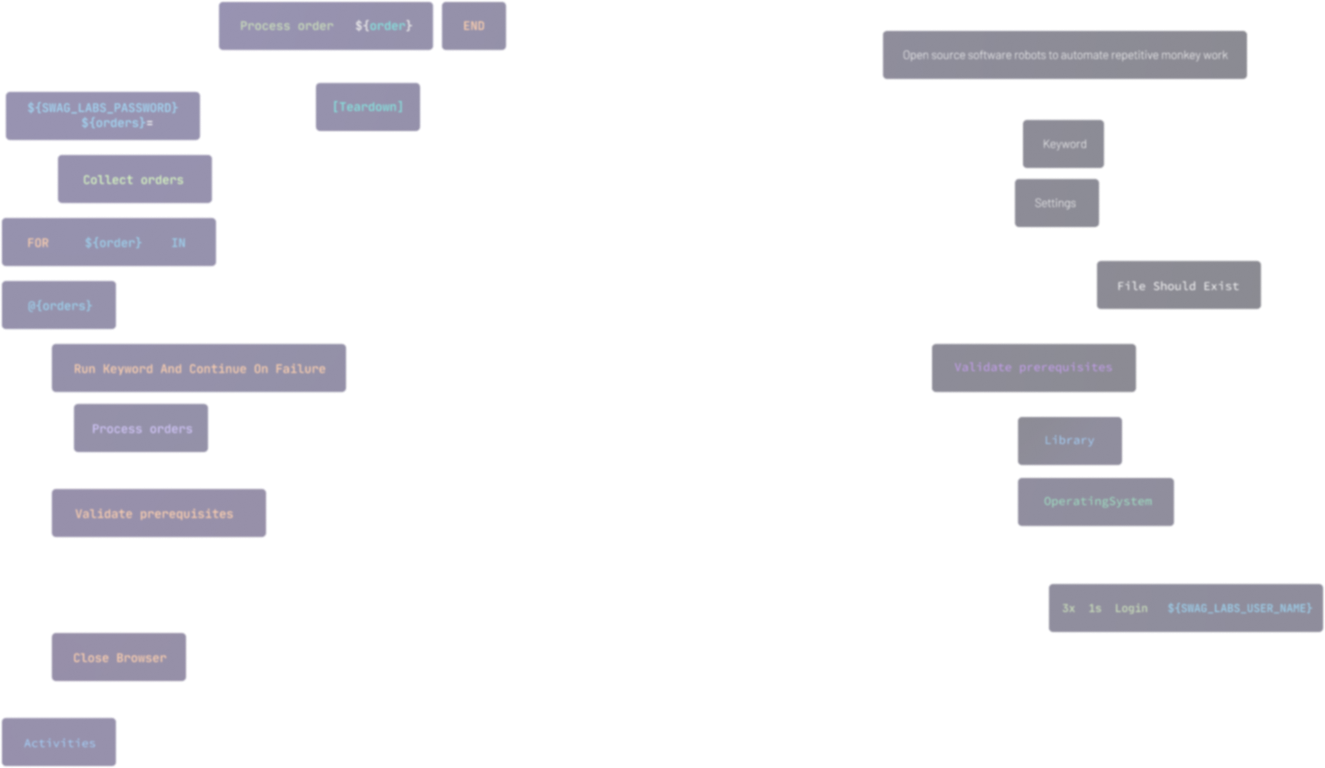 Process order ${order}
END
Open source software robots to automate repetitive monkey work
${SWAG_LABS_PASSWORD}
${orders}=
[Teardown]
Keyword
Collect orders
Settings
FOR ${order} IN
File Should Exist
@{orders}
Run Keyword And Continue On Failure
Validate prerequisites
Process orders
Library
Validate prerequisites
OperatingSystem
3x 1s Login ${SWAG_LABS_USER_NAME}
Close Browser
Activities